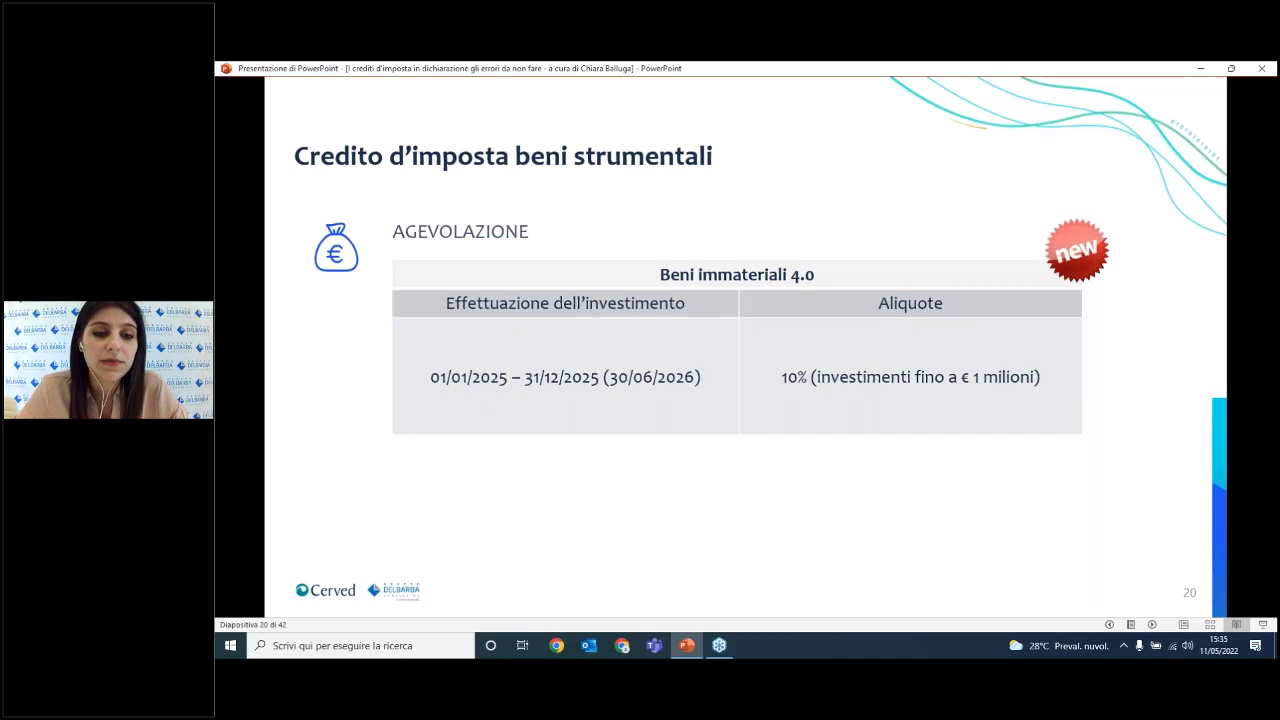 Presentazione di PowerPoint - [I crediti d'imposta in dichiarazione gli errori da non fare - a cura di Chiara Balluga] - PowerPoint
Credito d’imposta beni strumentali
AGEVOLAZIONE
new
Beni immateriali 4.0
Effettuazione dell’investimento
Aliquote
01/01/2025 – 31/12/2025 (30/06/2026)
10% (investimenti fino a € 1 milioni)
DELBARBA
Cerved
GRUPPO
DELBARBA
20
Diapositiva 20 di 42
Scrivi qui per eseguire la ricerca
28°C Preval. nuvol.
15:35
11/05/2022